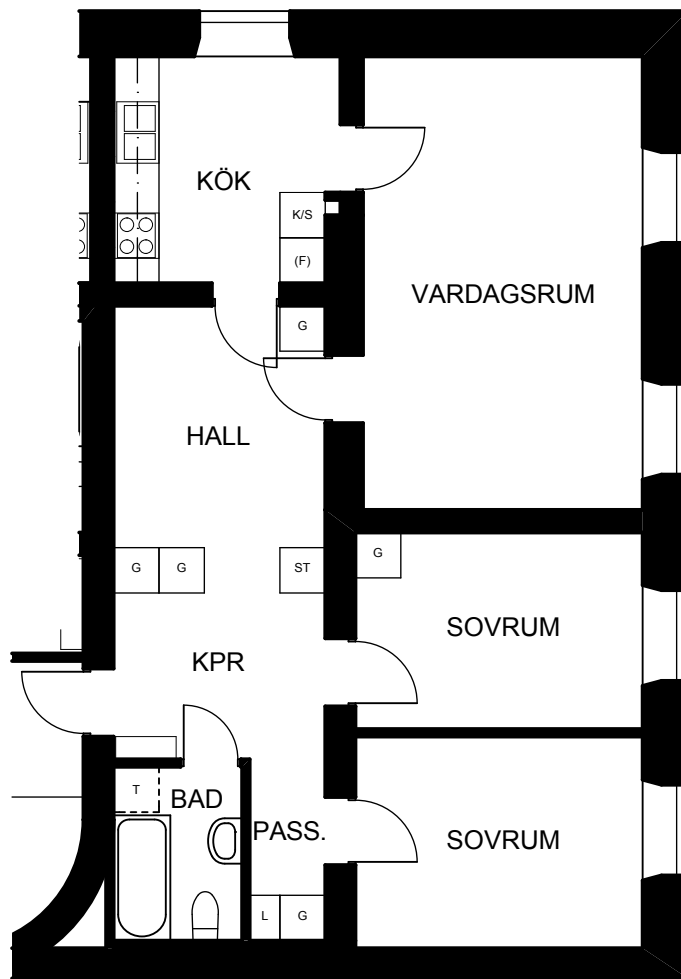 KÖK
K/S
(F)
VARDAGSRUM
G
HALL
G G ST G
SOVRUM
KPR
T
BAD
PASS.
SOVRUM
L G